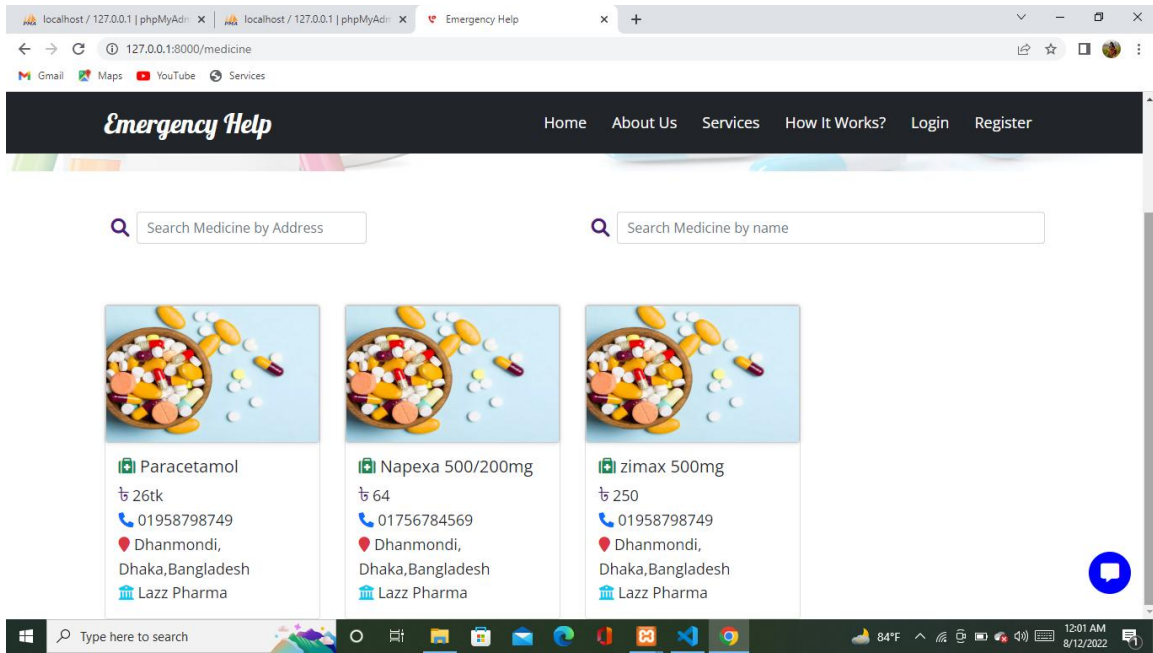 localhost / 127.0.0.1 | phpMyAdn
localhost / 127.0.0.1 | phpMyAdn
Emergency Help
127.0.0.1:8000/medicine
Gmail Maps YouTube Services
Emergency Help
Home About Us Services How It Works? Login Register
Search Medicine by Address
Search Medicine by name
Paracetamol
৳ 26tk
01958798749
Dhanmondi,
Dhaka,Bangladesh
Lazz Pharma
Napexa 500/200mg
৳ 64
01756784569
Dhanmondi,
Dhaka,Bangladesh
Lazz Pharma
zimax 500mg
৳ 250
01958798749
Dhanmondi,
Dhaka,Bangladesh
Lazz Pharma
Type here to search
84°F
12:01 AM
8/12/2022
1